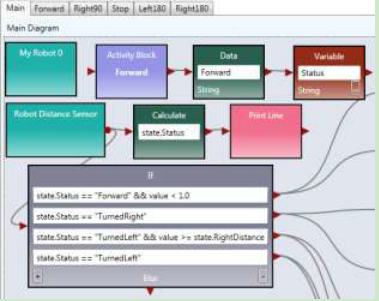 Main Forward Right90 Stop Left180 Right180
Main Diagram
My Robot 0
Activity Block
Forward
Data
Forward
String
Variable
Status
String
Robot Distance Sensor
Calculate
state.Status
Print Line
If
state.Status == "Forward" && value < 1.0
state.Status == "TurnedRight"
state.Status == "TurnedLeft" && value >= state.RightDistance
state.Status == "TurnedLeft"
+ Else -